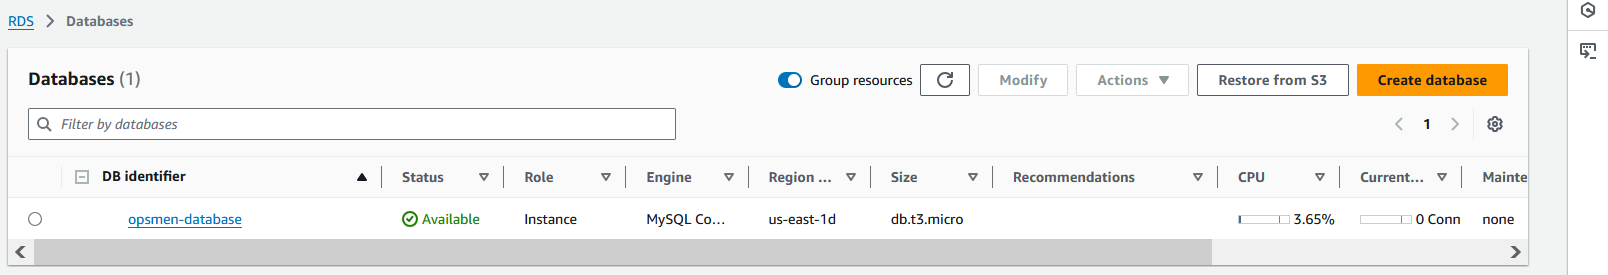 RDS > Databases
Databases (1)
Group resources
Modify
Actions
Restore from S3
Create database
Filter by databases
1
DB identifier Status Role Engine Region ... Size Recommendations CPU Current... Mainte
opsmen-database Available Instance MySQL Co... us-east-1d db.t3.micro 3.65% 0 Conn none